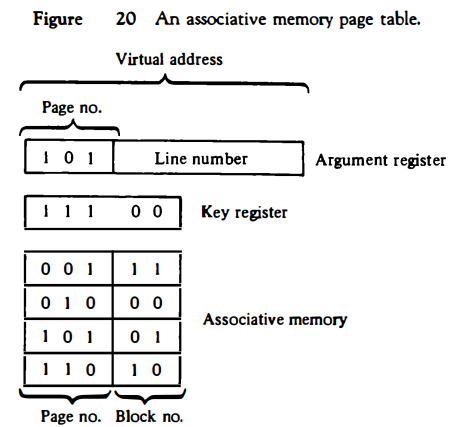 Figure 20 An associative memory page table.
Virtual address
Page no.
1 0 1 Line number Argument register
1 1 1 0 0 Key register
0 0 1 1 1
0 1 0 0 0
Associative memory
1 0 1 0 1
1 1 0 1 0
Page no. Block no.